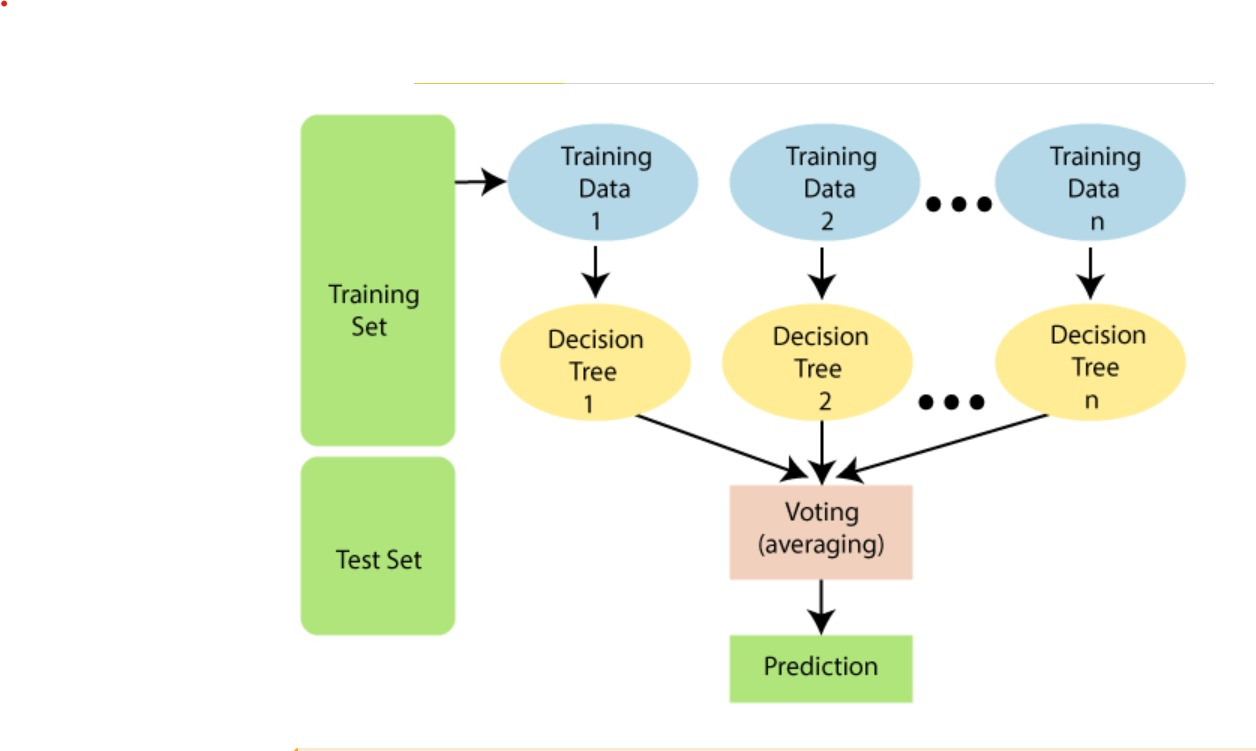 Training
Set
Test Set
Training
Data
1
Training
Data
2
Training
Data
n
Decision
Tree
1
Decision
Tree
2
Decision
Tree
n
Voting
(averaging)
Prediction